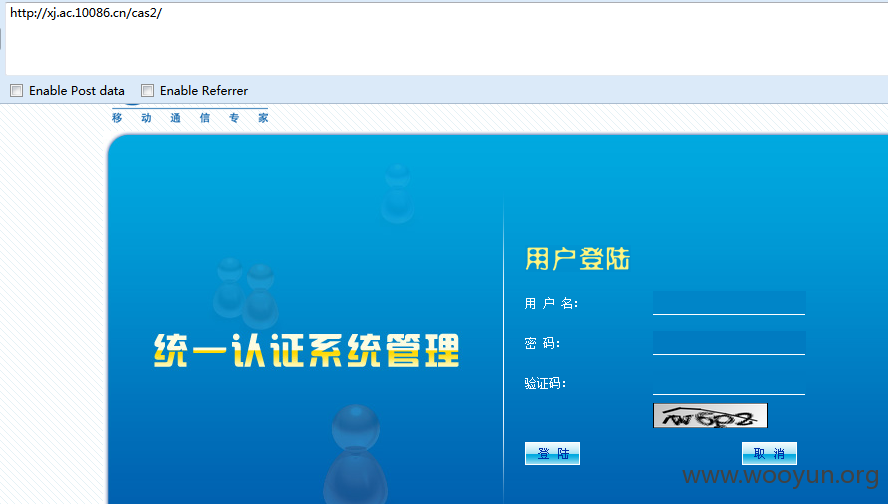 http://xj.ac.10086.cn/cas2/
Enable Post data Enable Referrer
移 动 通 信 专 家
用户登陆
用 户 名:
统一认证系统管理
密 码:
验证码:
登 陆 取 消
www.wooyun.org